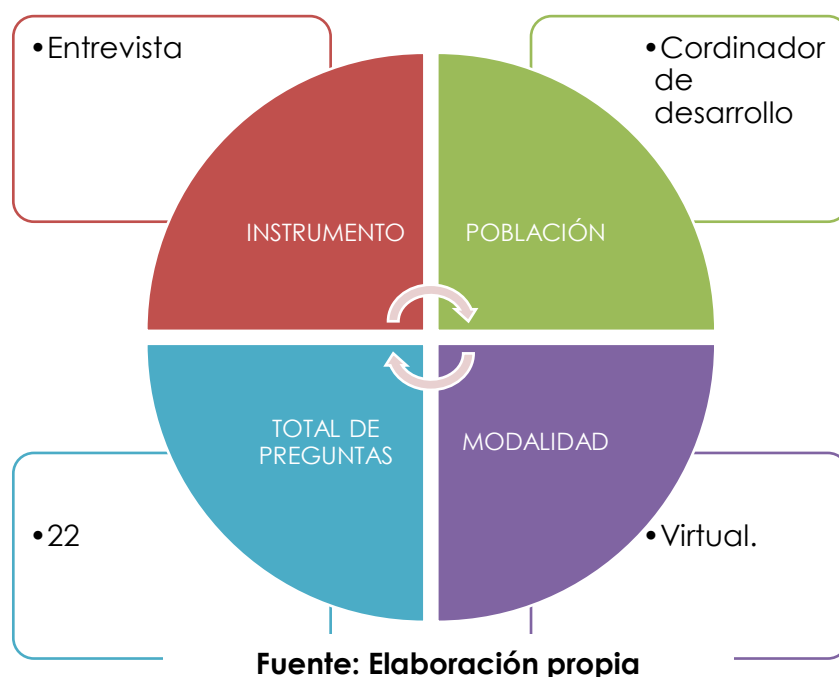 •Entrevista
•Cordinador
de
desarrollo
INSTRUMENTO
POBLACIÓN
TOTAL DE
PREGUNTAS
MODALIDAD
•22
•Virtual.
Fuente: Elaboración propia